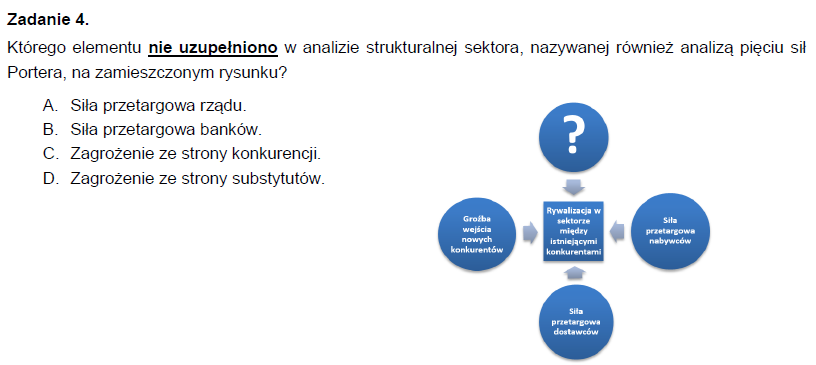 Zadanie 4.
Którego elementu nie uzupełniono w analizie strukturalnej sektora, nazywanej również analizą pięciu sił
Portera, na zamieszczonym rysunku?
A. Siła przetargowa rządu.
B. Siła przetargowa banków.
C. Zagrożenie ze strony konkurencji.
D. Zagrożenie ze strony substytutów.
?
Groźba
wejścia
nowych
konkurentów
Rywalizacja w
sektorze
między
istniejącymi
konkurentami
Siła
przetargowa
nabywców
Siła
przetargowa
dostawców